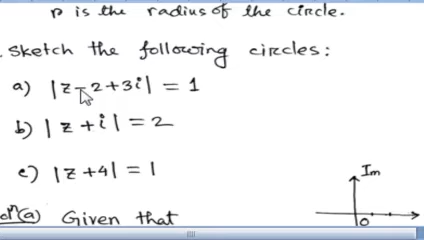 r is the radius of the circle.
Sketch the following circles:
a) |z-2+3i| = 1
b) |z+i| = 2
c) |z+4| = 1
Im
O
olⁿ(a) Given that